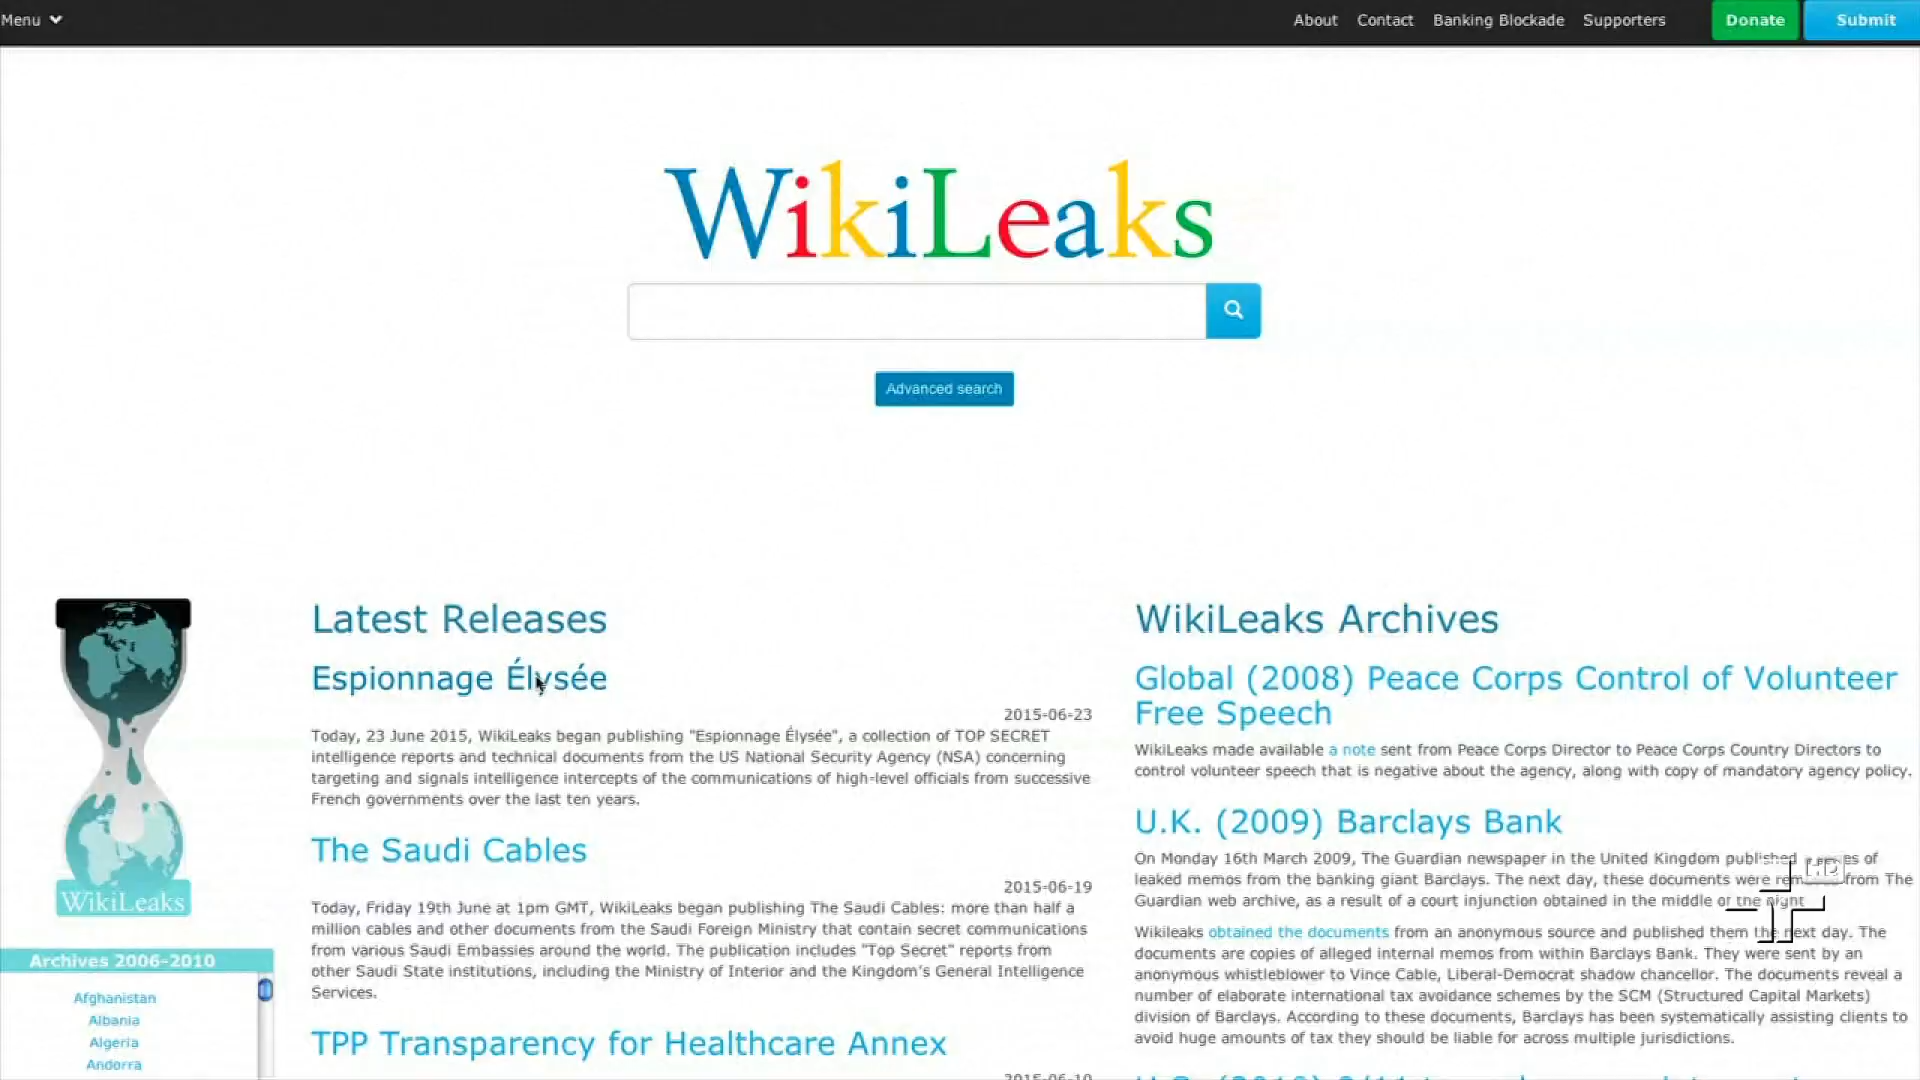 Menu
About Contact Banking Blockade Supporters Donate Submit
WikiLeaks
Advanced search
WikiLeaks
Archives 2006-2010
Afghanistan
Albania
Algeria
Andorra
Latest Releases
Espionnage Élysée
2015-06-23
Today, 23 June 2015, WikiLeaks began publishing "Espionnage Élysée", a collection of TOP SECRET
intelligence reports and technical documents from the US National Security Agency (NSA) concerning
targeting and signals intelligence intercepts of the communications of high-level officials from successive
French governments over the last ten years.
The Saudi Cables
2015-06-19
Today, Friday 19th June at 1pm GMT, WikiLeaks began publishing The Saudi Cables: more than half a
million cables and other documents from the Saudi Foreign Ministry that contain secret communications
from various Saudi Embassies around the world. The publication includes "Top Secret" reports from
other Saudi State institutions, including the Ministry of Interior and the Kingdom's General Intelligence
Services.
TPP Transparency for Healthcare Annex
2015-06-10
WikiLeaks Archives
Global (2008) Peace Corps Control of Volunteer
Free Speech
WikiLeaks made available a note sent from Peace Corps Director to Peace Corps Country Directors to
control volunteer speech that is negative about the agency, along with copy of mandatory agency policy.
U.K. (2009) Barclays Bank
On Monday 16th March 2009, The Guardian newspaper in the United Kingdom published of
leaked memos from the banking giant Barclays. The next day, these documents were from The
Guardian web archive, as a result of a court injunction obtained in the middle of the night
Wikileaks obtained the documents from an anonymous source and published them the next day. The
documents are copies of alleged internal memos from within Barclays Bank. They were sent by an
anonymous whistleblower to Vince Cable, Liberal-Democrat shadow chancellor. The documents reveal a
number of elaborate international tax avoidance schemes by the SCM (Structured Capital Markets)
division of Barclays. According to these documents, Barclays has been systematically assisting clients to
avoid huge amounts of tax they should be liable for across multiple jurisdictions.
HD